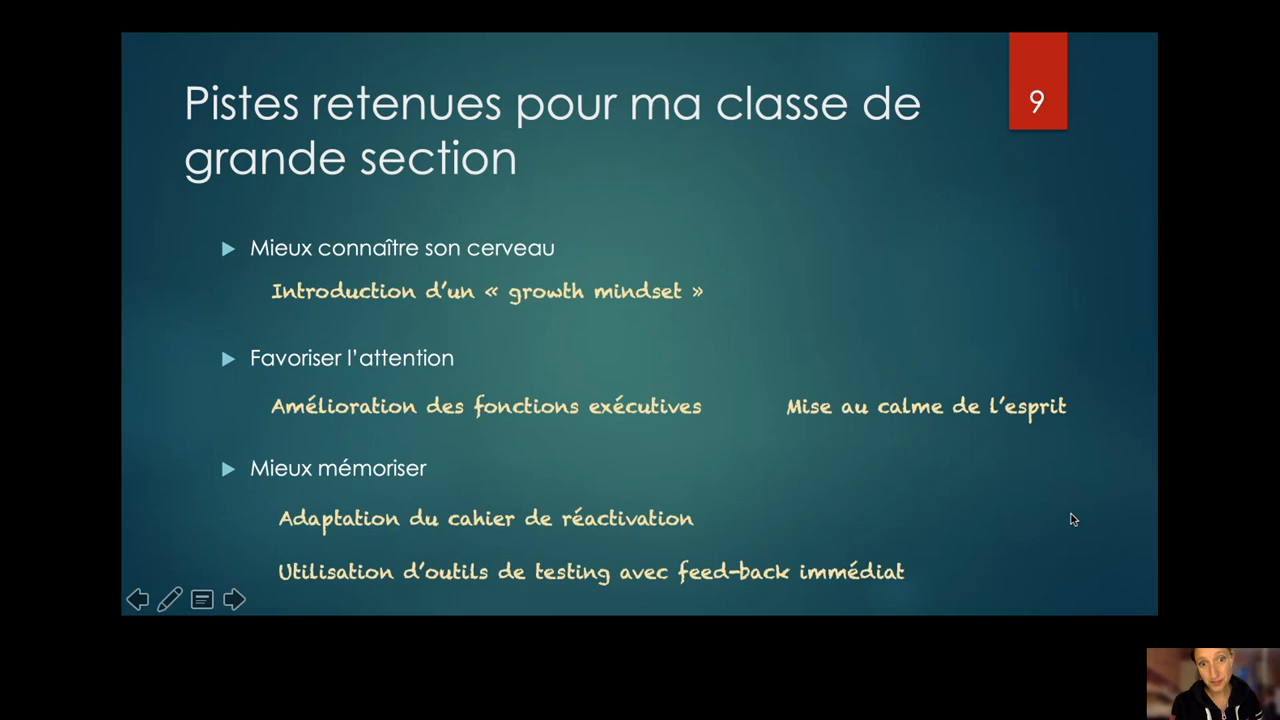 Pistes retenues pour ma classe de
grande section
9
Mieux connaître son cerveau
Introduction d'un « growth mindset »
Favoriser l'attention
Amélioration des fonctions exécutives
Mise au calme de l'esprit
Mieux mémoriser
Adaptation du cahier de réactivation
Utilisation d'outils de testing avec feed-back immédiat